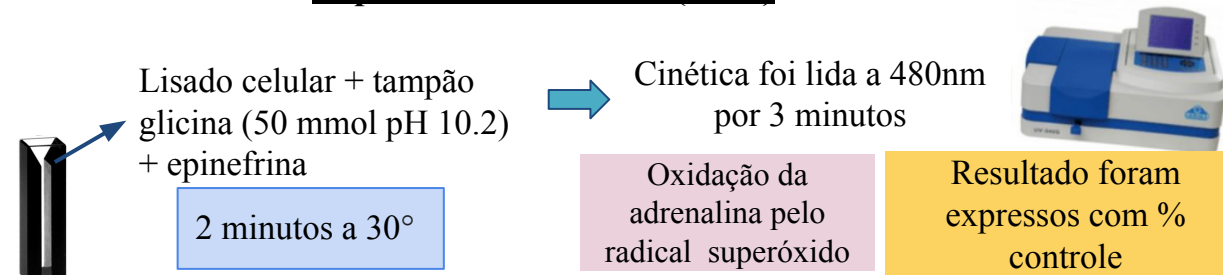 Lisado celular + tampão
glicina (50 mmol pH 10.2)
+ epinefrina
2 minutos a 30°
Cinética foi lida a 480nm
por 3 minutos
Oxidação da
adrenalina pelo
radical superóxido
Resultado foram
expressos com %
controle